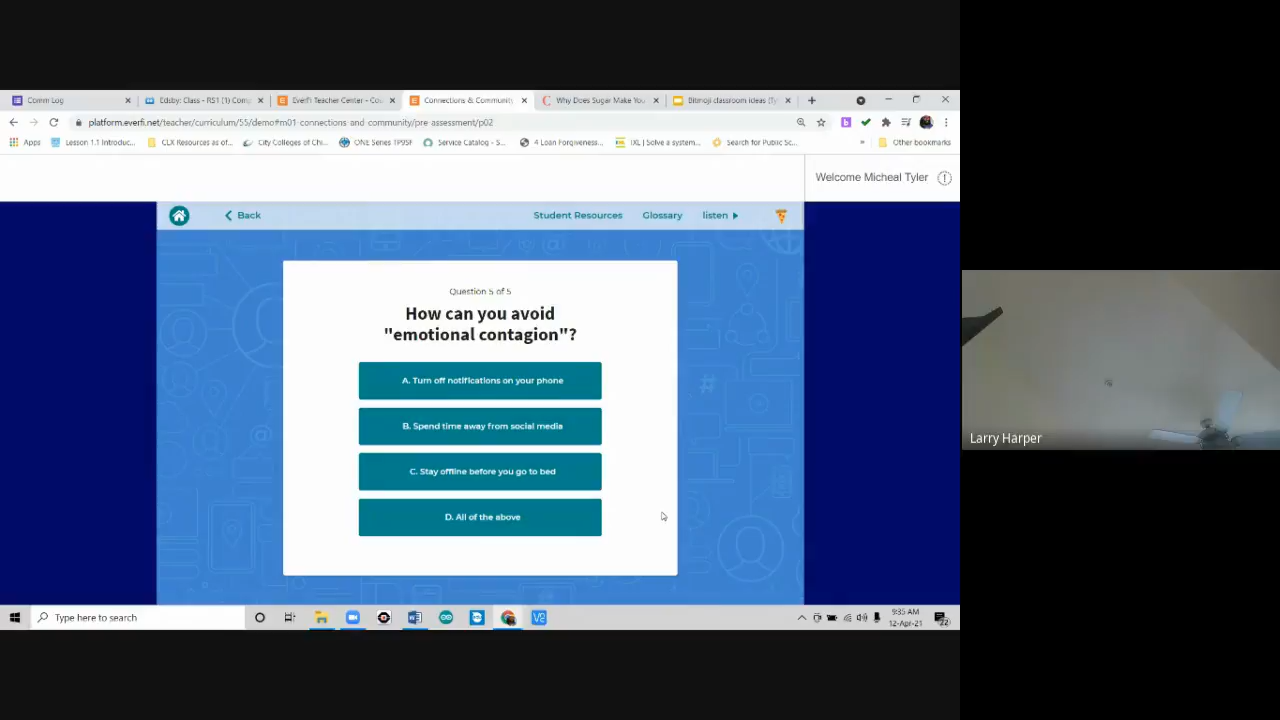 Comm Log
Edsby: Class - RS1 (1) Comp
Everfi Teacher Center - Cou
Connections & Community
Why Does Sugar Make You
Bitmoji classroom ideas (Ty
platform.everfi.net/teacher/curriculum/55/demo#m01-connections-and-community/pre-assessment/p02
Apps
Lesson 1.1 Introduc...
CLX Resources as of...
City Colleges of Chi...
ONE Series TP9SF
Service Catalog - S...
4 Loan Forgiveness...
IXL | Solve a system...
Search for Public Sc...
»
Other bookmarks
Welcome Micheal Tyler
Back
Student Resources
Glossary
listen
Question 5 of 5
How can you avoid
"emotional contagion"?
A. Turn off notifications on your phone
B. Spend time away from social media
C. Stay offline before you go to bed
D. All of the above
Larry Harper
Type here to search
9:35 AM
12-Apr-21
22